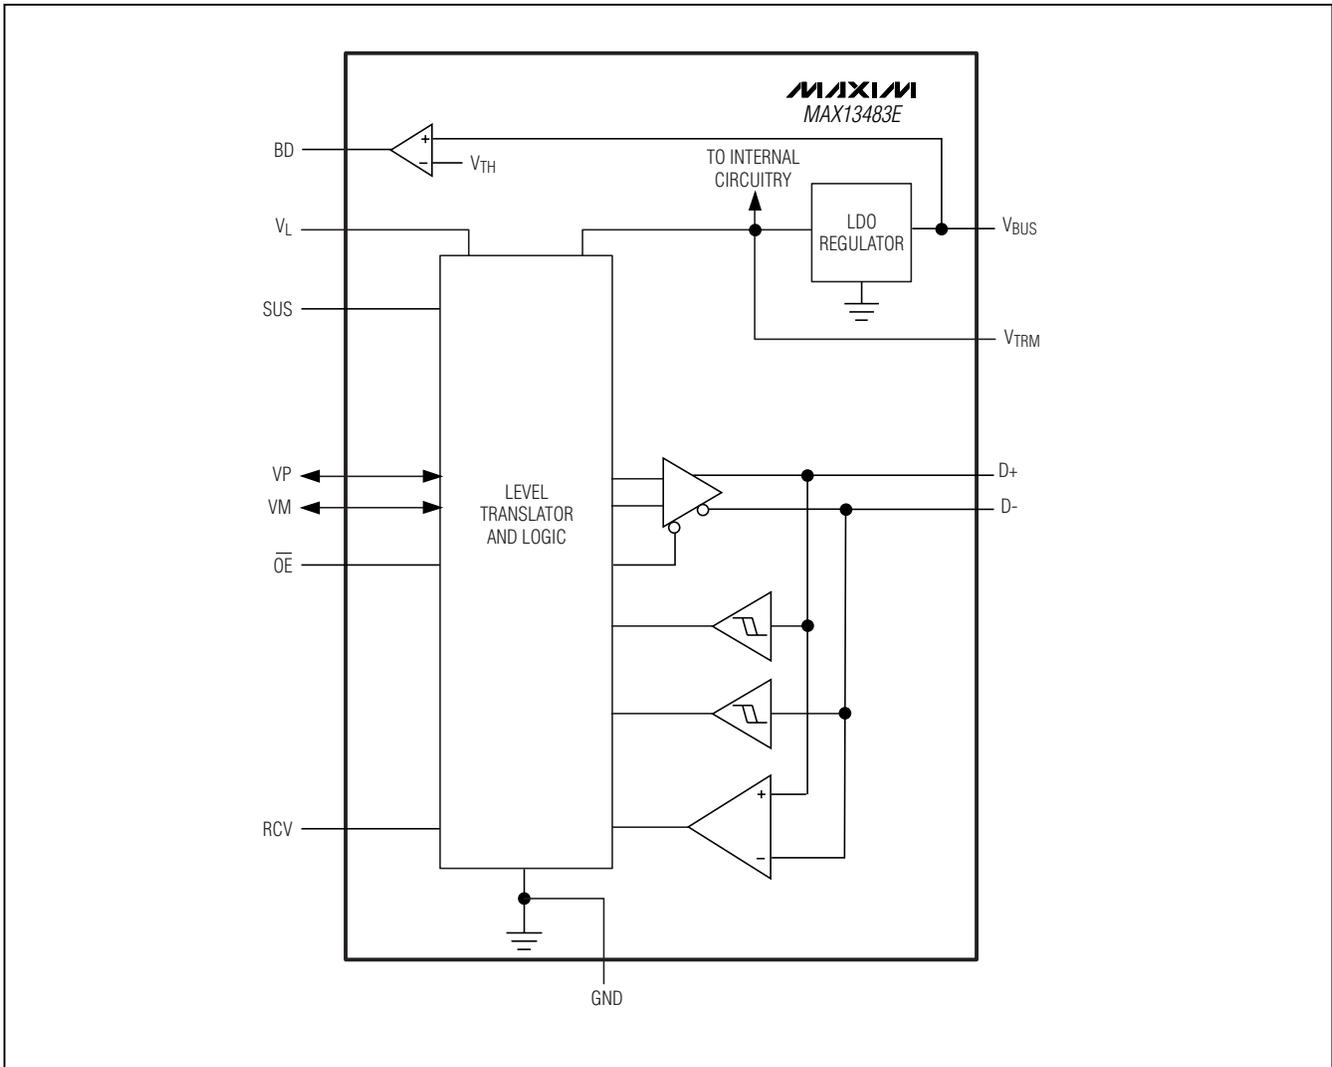 MAXIM
MAX13483E
BD
+
−
VTH
TO INTERNAL
CIRCUITRY
VL
LDO
REGULATOR
VBUS
SUS
VTRM
VP
VM
LEVEL
TRANSLATOR
AND LOGIC
D+
D-
O̅E̅
+
−
RCV
GND